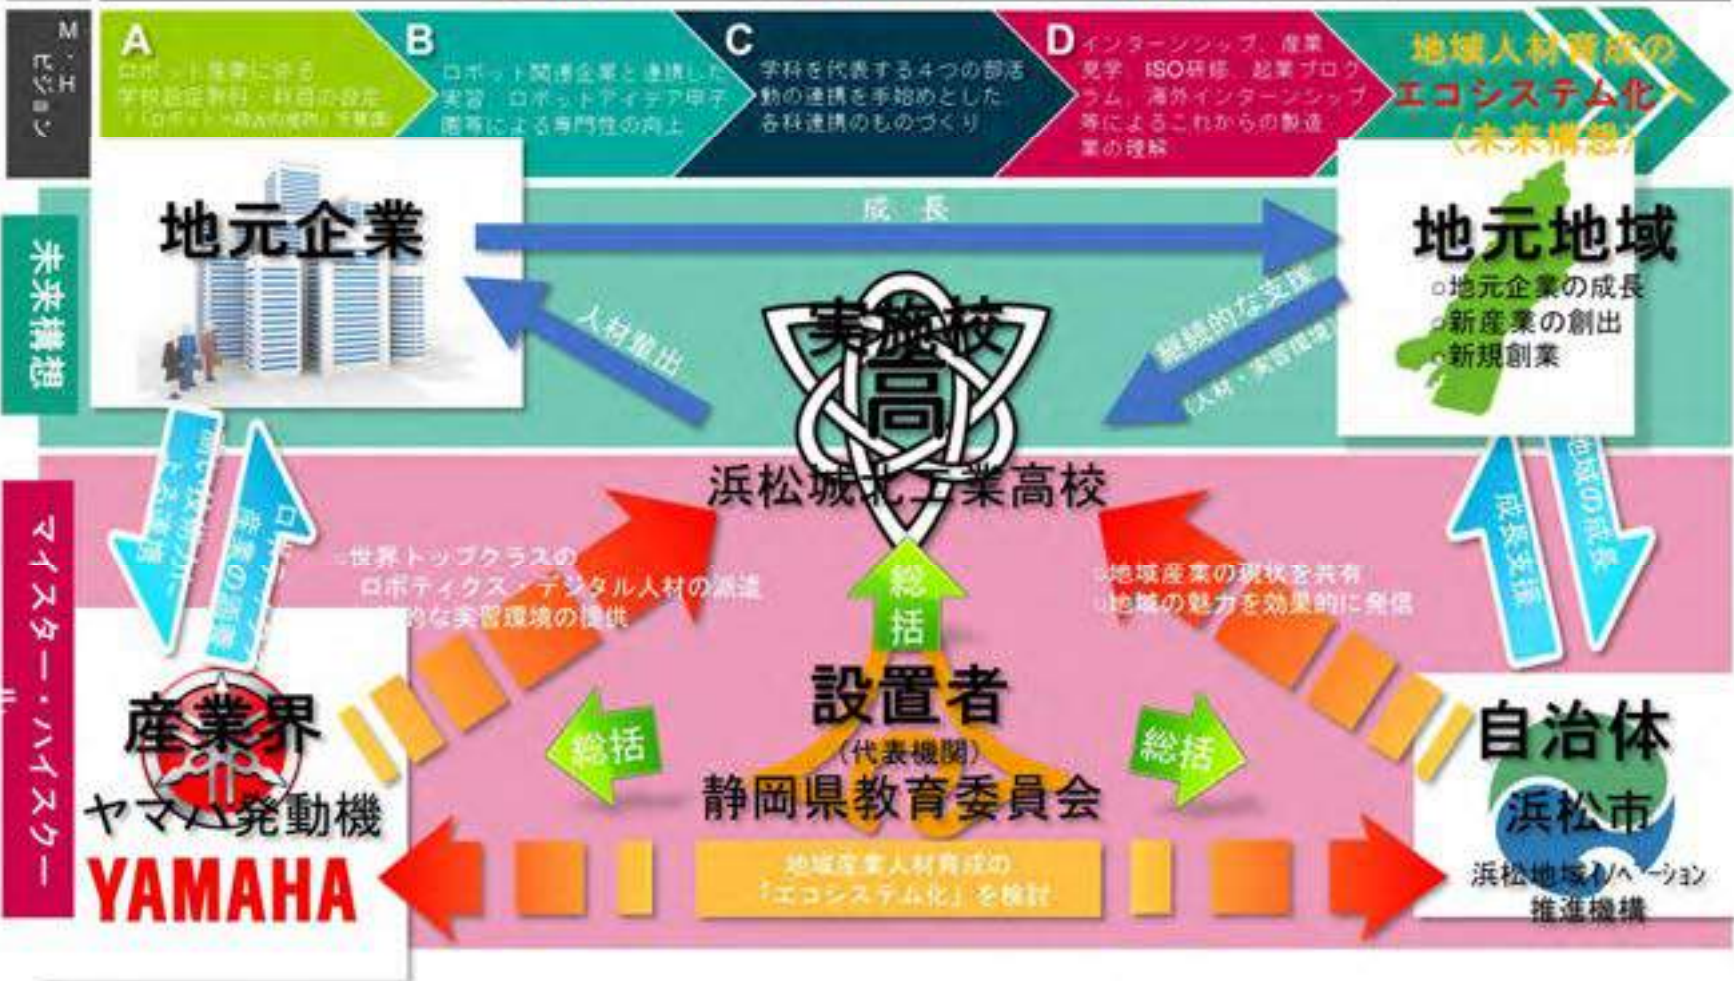 M・H
ビジョン
A
ロボット産業に係る
学校設定教科・科目の設定
B
ロボット関連企業と連携した
実習、ロボットアイデア甲子
園等による専門性の向上
C
学科を代表する4つの部活
動の連携を手始めとした
各科連携のものづくり
D
インターンシップ、産業
見学、ISO研修、起業プログ
ラム、海外インターンシップ
等によるこれからの製造
業の理解
地域人材育成の
エコシステム化へ
(未来構想)
未来構想
地元企業
成 長
地元地域
○地元企業の成長
○新産業の創出
○新規創業
人材輩出
継続的な支援
(人材・実習環境)
実施校
高
浜松城北工業高校
マイスター・ハイスクー
産業の
成長支援
地域の成長
○世界トップクラスの
ロボティクス・デジタル人材の派遣
的な実習環境の提供
○地域産業の現状を共有
○地域の魅力を効果的に発信
総括
産業界
ヤマハ発動機
YAMAHA
総括
設置者
(代表機関)
静岡県教育委員会
総括
自治体
浜松市
浜松地域イノベーション
推進機構
地域産業人材育成の
「エコシステム化」を検討